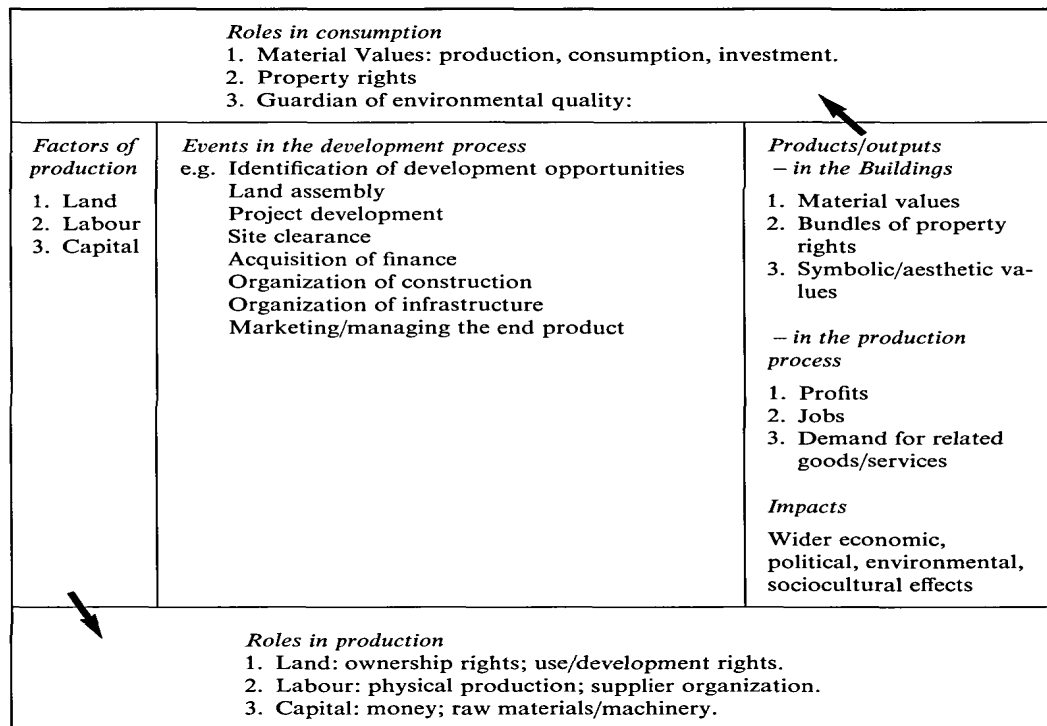 Roles in consumption
1. Material Values: production, consumption, investment.
2. Property rights
3. Guardian of environmental quality:
Factors of
production
1. Land
2. Labour
3. Capital
Events in the development process
e.g. Identification of development opportunities
Land assembly
Project development
Site clearance
Acquisition of finance
Organization of construction
Organization of infrastructure
Marketing/managing the end product
Products/outputs
– in the Buildings
1. Material values
2. Bundles of property
rights
3. Symbolic/aesthetic va-
lues
– in the production
process
1. Profits
2. Jobs
3. Demand for related
goods/services
Impacts
Wider economic,
political, environmental,
sociocultural effects
Roles in production
1. Land: ownership rights; use/development rights.
2. Labour: physical production; supplier organization.
3. Capital: money; raw materials/machinery.